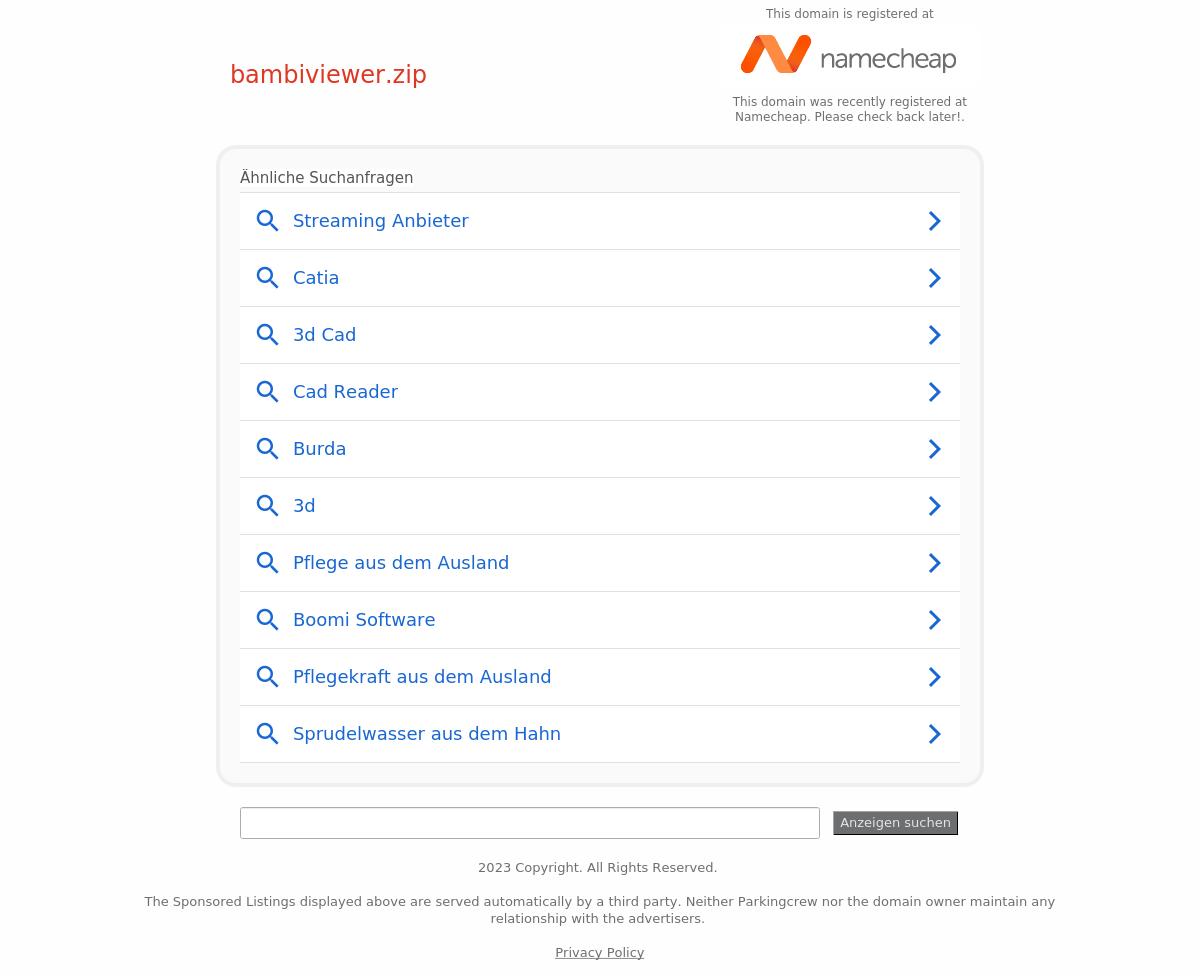 This domain is registered at
namecheap
bambiviewer.zip
This domain was recently registered at
Namecheap. Please check back later!.
Ähnliche Suchanfragen
Streaming Anbieter
Catia
3d Cad
Cad Reader
Burda
3d
Pflege aus dem Ausland
Boomi Software
Pflegekraft aus dem Ausland
Sprudelwasser aus dem Hahn
Anzeigen suchen
2023 Copyright. All Rights Reserved.
The Sponsored Listings displayed above are served automatically by a third party. Neither Parkingcrew nor the domain owner maintain any
relationship with the advertisers.
Privacy Policy